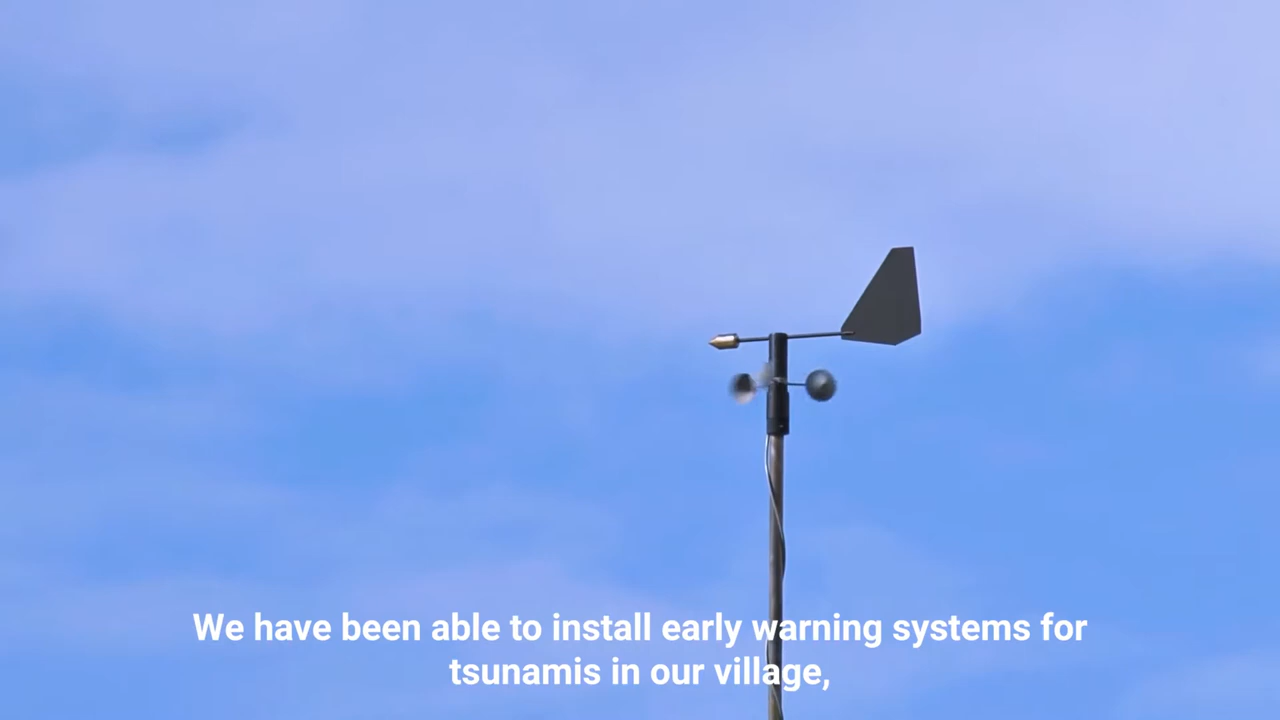 We have been able to install early warning systems for
tsunamis in our village,